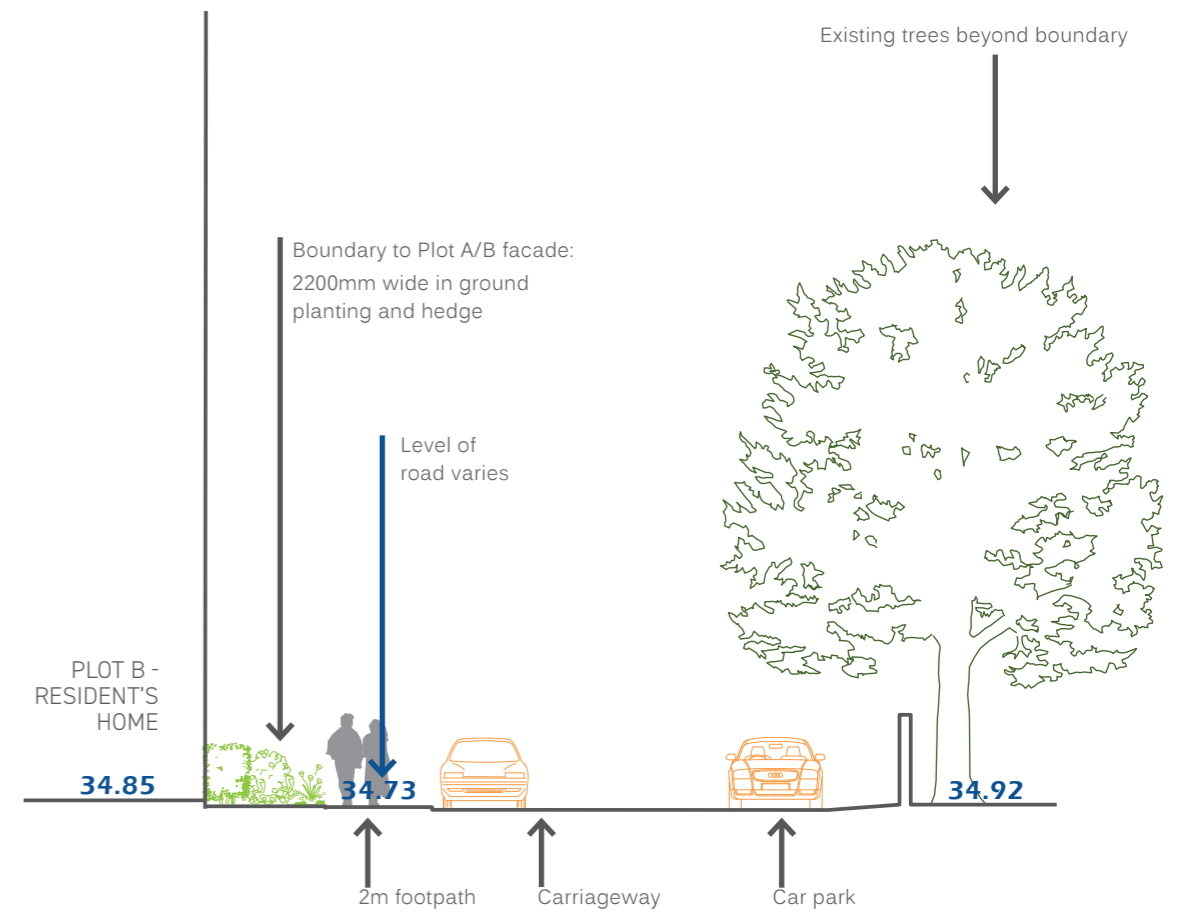 Existing trees beyond boundary
Boundary to Plot A/B facade:
2200mm wide in ground
planting and hedge
Level of
road varies
PLOT B -
RESIDENT'S
HOME
34.85
34.73
34.92
2m footpath
Carriageway
Car park